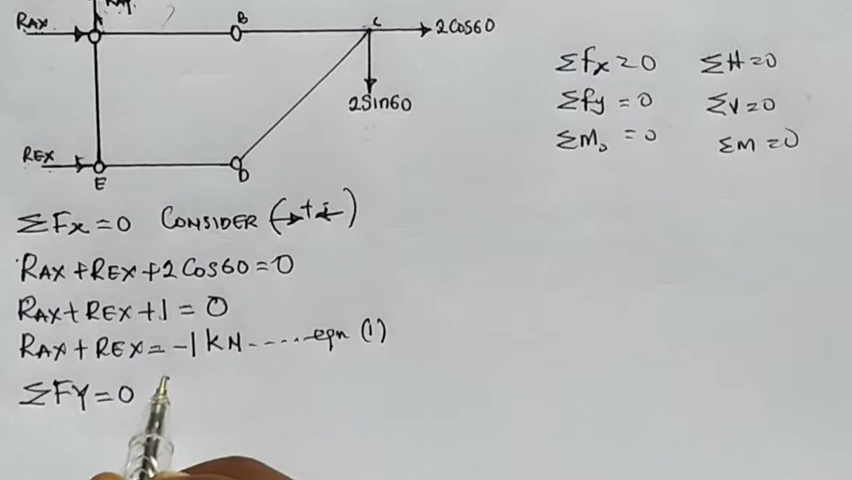 RAY
RAX
B
C
2COS60
2SIN60
REX
E
D
ΣFx=0 ΣH=0
Σfy=0 ΣV=0
ΣMo=0 ΣM=0
ΣFx=0 CONSIDER (→+ -←)
RAX+REX+2COS60=0
RAX+REX+1=0
RAX+REX=-1KN-----eqn (1)
ΣFY=0